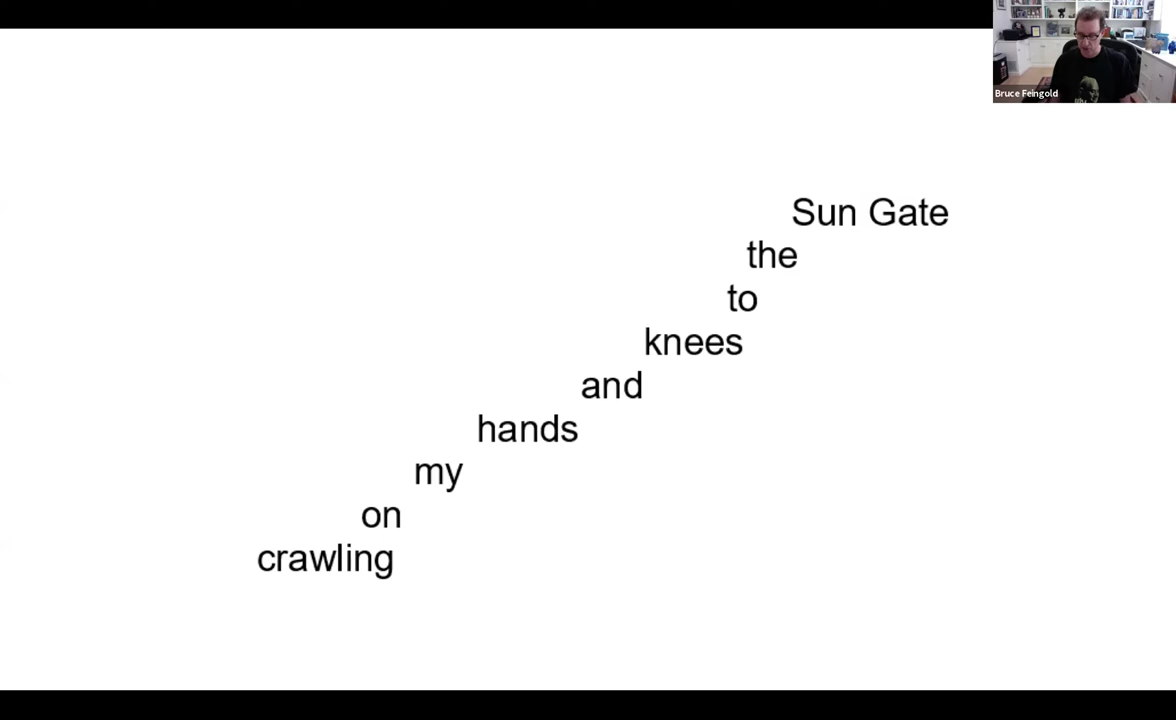 Bruce Feingold
Sun Gate
the
to
knees
and
hands
my
on
crawling